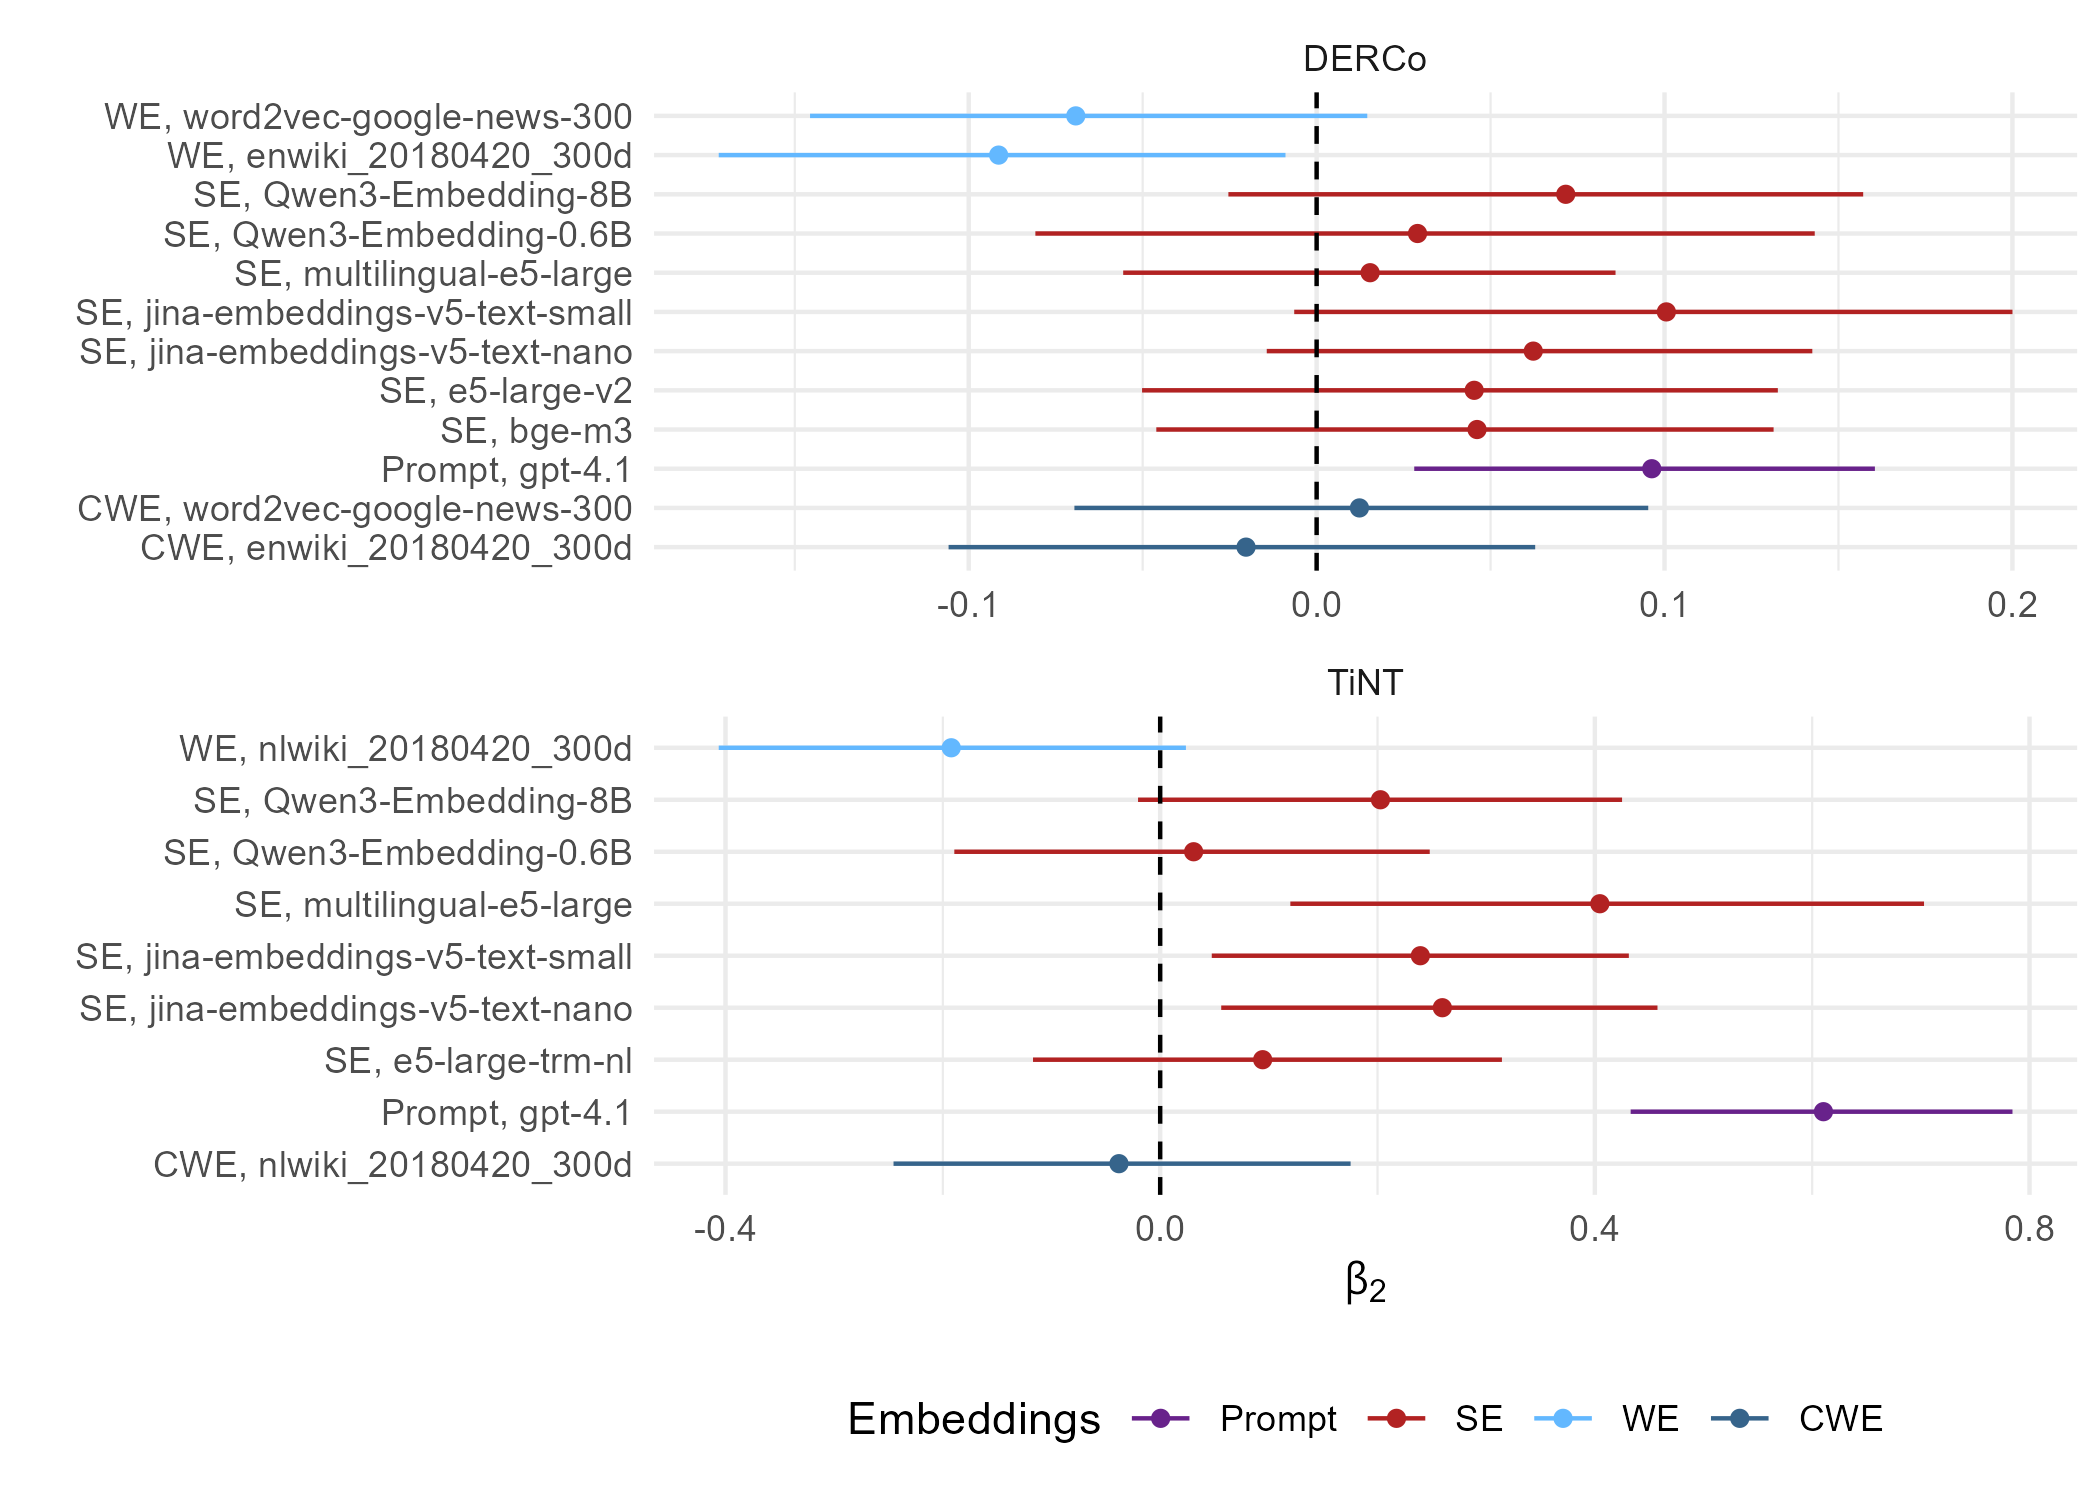 DERCo
WE, word2vec-google-news-300
WE, enwiki_20180420_300d
SE, Qwen3-Embedding-8B
SE, Qwen3-Embedding-0.6B
SE, multilingual-e5-large
SE, jina-embeddings-v5-text-small
SE, jina-embeddings-v5-text-nano
SE, e5-large-v2
SE, bge-m3
Prompt, gpt-4.1
CWE, word2vec-google-news-300
CWE, enwiki_20180420_300d
-0.1 0.0 0.1 0.2
TiNT
WE, nlwiki_20180420_300d
SE, Qwen3-Embedding-8B
SE, Qwen3-Embedding-0.6B
SE, multilingual-e5-large
SE, jina-embeddings-v5-text-small
SE, jina-embeddings-v5-text-nano
SE, e5-large-trm-nl
Prompt, gpt-4.1
CWE, nlwiki_20180420_300d
-0.4 0.0 0.4 0.8
β₂
Embeddings Prompt SE WE CWE